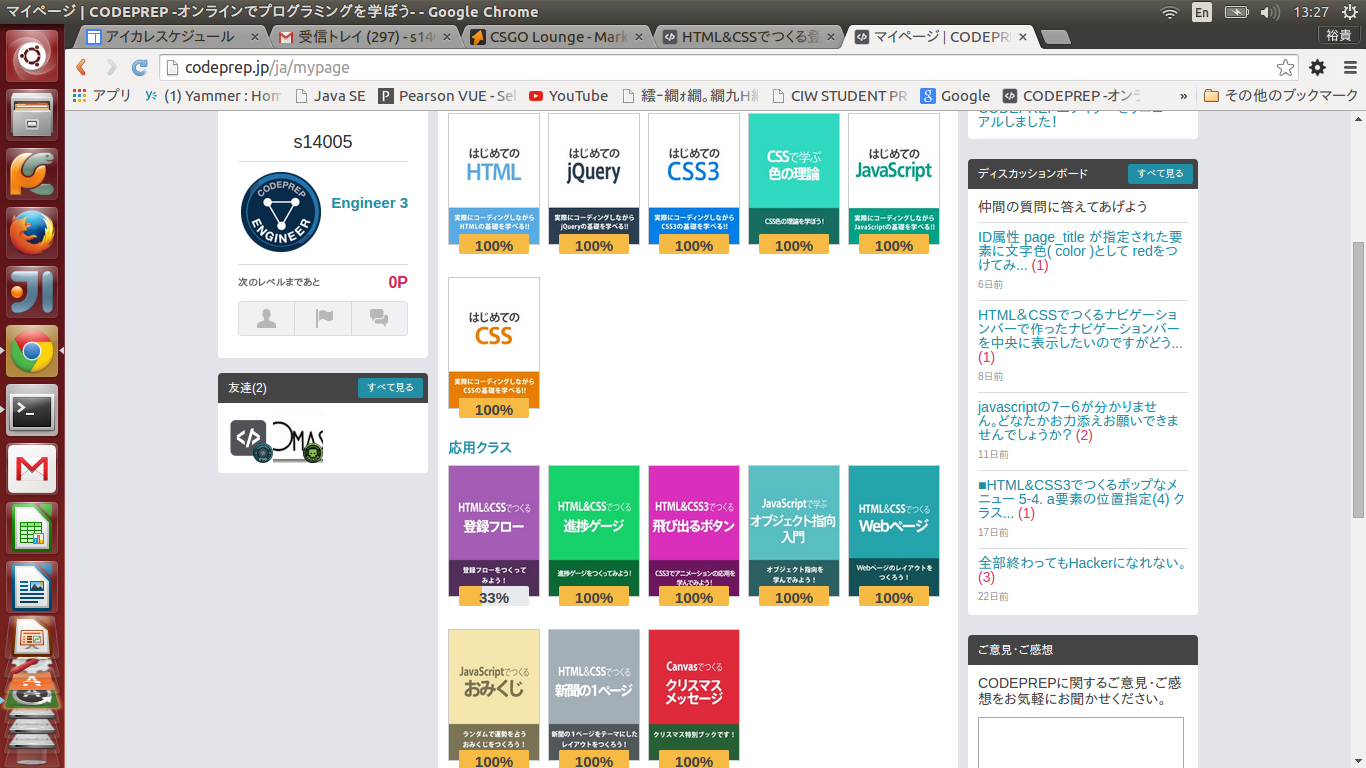 マイページ | CODEPREP -オンラインでプログラミングを学ぼう- - Google Chrome
En
13:27
アイカレスケジュール
受信トレイ (297) - s14
CSGO Lounge - Mark
HTML&CSSでつくる登
マイページ | CODEPR
裕貴
codeprep.jp/ja/mypage
アプリ
(1) Yammer : Hom
Java SE
Pearson VUE - Sel
YouTube
CIW STUDENT PR
Google
CODEPREP -オン
»
その他のブックマーク
s14005
CODEPREP
ENGINEER
Engineer 3
次のレベルまであと
0P
友達(2)
すべて見る
はじめての
HTML
実際にコーディングしながら
HTMLの基礎を学べる!!
100%
はじめての
jQuery
実際にコーディングしながら
jQueryの基礎を学べる!!
100%
はじめての
CSS3
実際にコーディングしながら
CSS3の基礎を学べる!!
100%
CSSで学ぶ
色の理論
CSS色の理論を学ぼう!
100%
はじめての
JavaScript
実際にコーディングしながら
JavaScriptの基礎を学べる!!
100%
はじめての
CSS
実際にコーディングしながら
CSSの基礎を学べる!!
100%
応用クラス
HTML&CSSでつくる
登録フロー
登録フローをつくって
みよう!
33%
HTML&CSSでつくる
進捗ゲージ
進捗ゲージをつくってみよう!
100%
HTML&CSS3でつくる
飛び出るボタン
CSS3でアニメーションの応用を
学んでみよう!
100%
JavaScriptで学ぶ
オブジェクト指向
入門
オブジェクト指向を
学んでみよう!
100%
HTML&CSSでつくる
Webページ
Webページのレイアウトを
つくろう!
100%
JavaScriptでつくる
おみくじ
ランダムで運勢を占う
おみくじをつくろう!
100%
HTML&CSSでつくる
新聞の1ページ
新聞の1ページをテーマにした
レイアウトをつくろう!
100%
Canvasでつくる
クリスマス
メッセージ
クリスマス特別ブックです!
100%
アルしました!
ディスカッションボード
すべて見る
仲間の質問に答えてあげよう
ID属性 page_title が指定された要
素に文字色( color )として redをつ
けてみ... (1)
6日前
HTML&CSSでつくるナビゲーショ
ンバーで作ったナビゲーションバー
を中央に表示したいのですがどう...
(1)
8日前
javascriptの7-6が分かりませ
ん。どなたかお力添えお願いできま
せんでしょうか? (2)
11日前
■HTML&CSS3でつくるポップなメ
ニュー 5-4. a要素の位置指定(4) ク
ラス... (1)
17日前
全部終わってもHackerになれない。
(3)
22日前
ご意見・ご感想
CODEPREPに関するご意見・ご感
想をお気軽にお聞かせください。